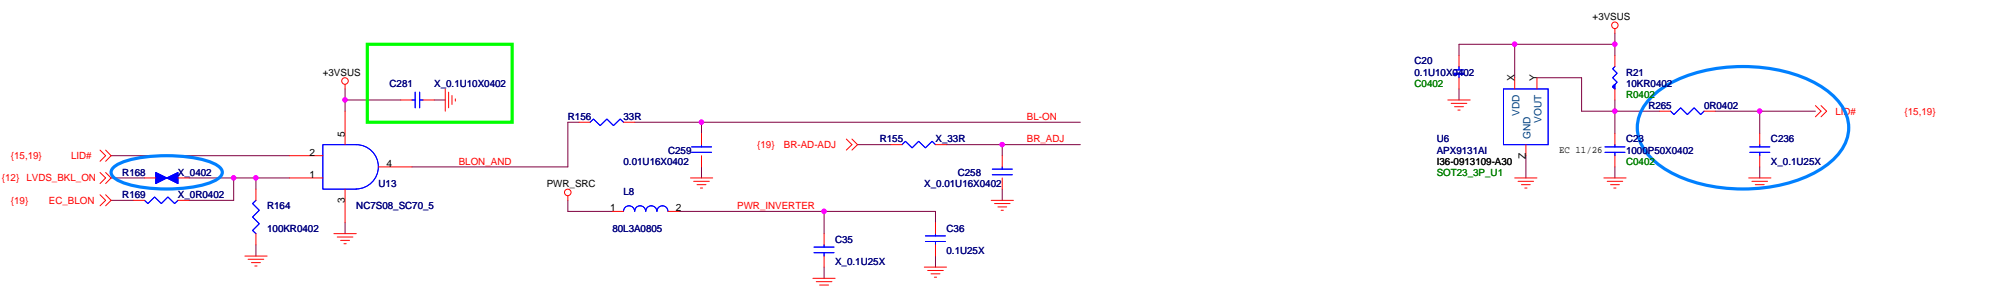 +3VSUS
C281 X_0.1U10X0402
5
{15,19} LID# 2
{12} LVDS_BKL_ON R168 X_0402 1
{19} EC_BLON R169 X_0R0402
4 BLON_AND
U13
3 NC7S08_SC70_5
R164
100KR0402
R156 33R BL-ON
C259
0.01U16X0402
{19} BR-AD-ADJ R155 X_33R BR_ADJ
C258
X_0.01U16X0402
PWR_SRC
L8
1 2 PWR_INVERTER
80L3A0805
C35
X_0.1U25X
C36
0.1U25X
+3VSUS
C20
0.1U10X0402
C0402
X Y
VDD VOUT
GND
Z
U6
APX9131AI
I36-0913109-A30
SOT23_3P_U1
R21
10KR0402
R0402
R265 0R0402 LID# {15,19}
EC 11/26
C23
1000P50X0402
C0402
C236
X_0.1U25X